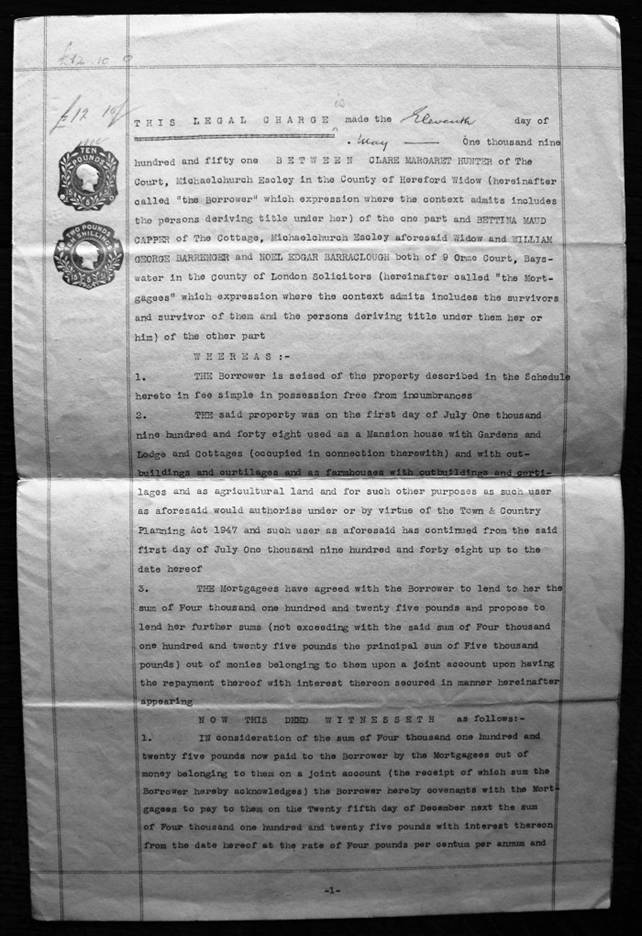 £12 10 0
£12 10/
THIS LEGAL CHARGE is made the Eleventh day of
May One thousand nine
TEN
POUNDS
TWO POUNDS
TEN SHILLINGS
hundred and fifty one BETWEEN CLARE MARGARET HUNTER of The
Court, Michaelchurch Escley in the County of Hereford Widow (hereinafter
called "the Borrower" which expression where the context admits includes
the persons deriving title under her) of the one part and BETTINA MAUD
CAPPER of The Cottage, Michaelchurch Escley aforesaid Widow and WILLIAM
GEORGE BARRENGER and NOEL EDGAR BARRACLOUGH both of 9 Orme Court, Bays-
water in the county of London Solicitors (hereinafter called "the Mort-
gagees" which expression where the context admits includes the survivors
and survivor of them and the persons deriving title under them her or
him) of the other part
WHEREAS :-
1. THE Borrower is seised of the property described in the Schedule
hereto in fee simple in possession free from incumbrances
2. THE said property was on the first day of July One thousand
nine hundred and forty eight used as a Mansion house with Gardens and
Lodge and Cottages (occupied in connection therewith) and with out-
buildings and curtilages and as farmhouses with outbuildings and certi-
lages and as agricultural land and for such other purposes as such user
as aforesaid would authorise under or by virtue of the Town & Country
Planning Act 1947 and such user as aforesaid has continued from the said
first day of July One thousand nine hundred and forty eight up to the
date hereof
3. THE Mortgagees have agreed with the Borrower to lend to her the
sum of Four thousand one hundred and twenty five pounds and propose to
lend her further sums (not exceeding with the said sum of Four thousand
one hundred and twenty five pounds the principal sum of Five thousand
pounds) out of monies belonging to them upon a joint account upon having
the repayment thereof with interest thereon secured in manner hereinafter
appearing
NOW THIS DEED WITNESSETH as follows:-
1. IN consideration of the sum of Four thousand one hundred and
twenty five pounds now paid to the Borrower by the Mortgagees out of
money belonging to them on a joint account (the receipt of which sum the
Borrower hereby acknowledges) the Borrower hereby covenants with the Mort-
gagees to pay to them on the Twenty fifth day of December next the sum
of Four thousand one hundred and twenty five pounds with interest thereon
from the date hereof at the rate of Four pounds per centum per annum and
-1-